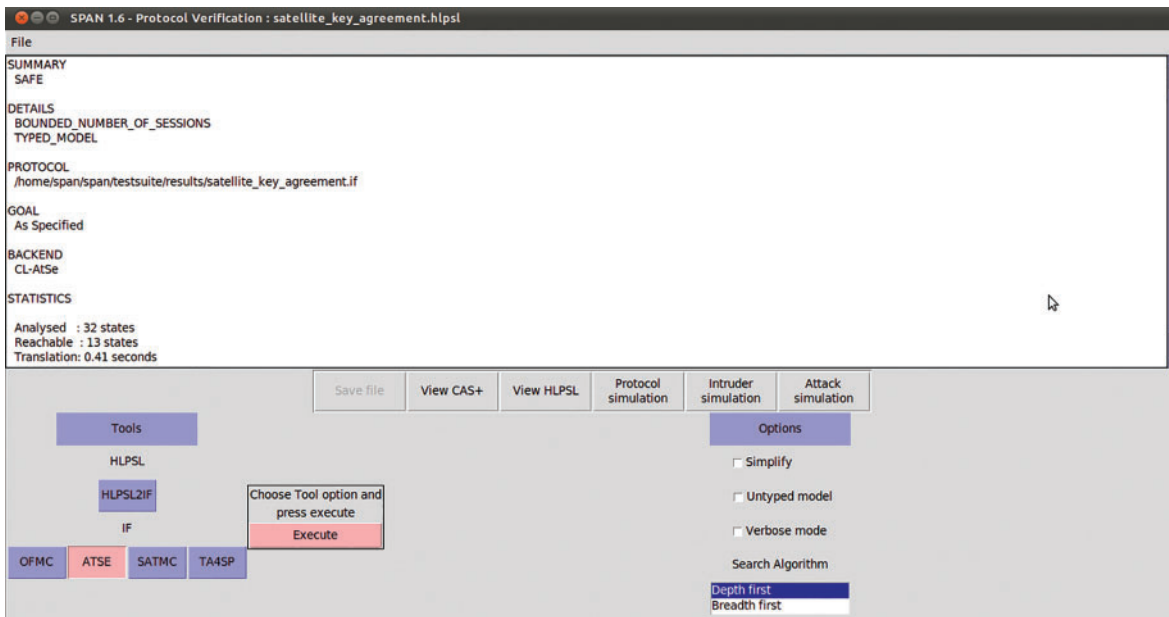 SPAN 1.6 - Protocol Verification : satellite_key_agreement.hlpsl
File
SUMMARY
SAFE
DETAILS
BOUNDED_NUMBER_OF_SESSIONS
TYPED_MODEL
PROTOCOL
/home/span/span/testsuite/results/satellite_key_agreement.if
GOAL
As Specified
BACKEND
CL-AtSe
STATISTICS
Analysed : 32 states
Reachable : 13 states
Translation: 0.41 seconds
Save file
View CAS+
View HLPSL
Protocol
simulation
Intruder
simulation
Attack
simulation
Tools
HLPSL
HLPSL2IF
IF
OFMC
ATSE
SATMC
TA4SP
Choose Tool option and
press execute
Execute
Options
Simplify
Untyped model
Verbose mode
Search Algorithm
Depth first
Breadth first